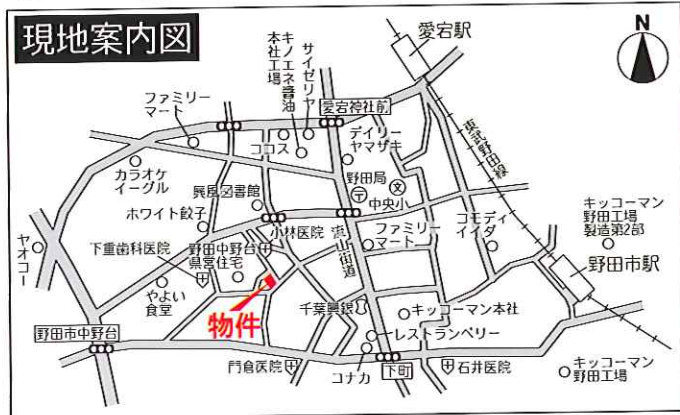 現地案内図
N
愛宕駅
サイゼリヤ
キノエネ醤油
本社工場
ファミリー
マート
愛宕神社前
東武野田線
ココス
デイリー
ヤマザキ
カラオケ
イーグル
野田局
〒
文
中央小
興風図書館
キッコーマン
野田工場
製造第2部
ホワイト餃子
小林医院
流山街道
ファミリー
マート
コモディ
イイダ
ヤオコー
下重歯科医院
野田中野台
県営住宅
野田市駅
やよい
食堂
物件
千葉興銀
キッコーマン本社
野田市中野台
レストランベリー
門倉医院
コナカ
下町
石井医院
キッコーマン
野田工場